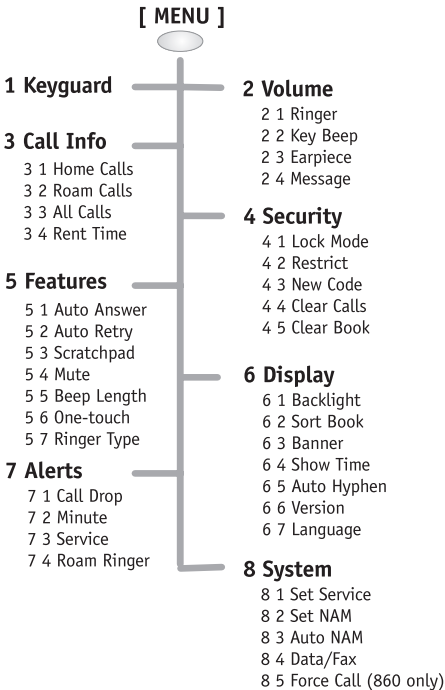 [ MENU ]
1 Keyguard
2 Volume
2 1 Ringer
2 2 Key Beep
2 3 Earpiece
2 4 Message
3 Call Info
3 1 Home Calls
3 2 Roam Calls
3 3 All Calls
3 4 Rent Time
4 Security
4 1 Lock Mode
4 2 Restrict
4 3 New Code
4 4 Clear Calls
4 5 Clear Book
5 Features
5 1 Auto Answer
5 2 Auto Retry
5 3 Scratchpad
5 4 Mute
5 5 Beep Length
5 6 One-touch
5 7 Ringer Type
6 Display
6 1 Backlight
6 2 Sort Book
6 3 Banner
6 4 Show Time
6 5 Auto Hyphen
6 6 Version
6 7 Language
7 Alerts
7 1 Call Drop
7 2 Minute
7 3 Service
7 4 Roam Ringer
8 System
8 1 Set Service
8 2 Set NAM
8 3 Auto NAM
8 4 Data/Fax
8 5 Force Call (860 only)